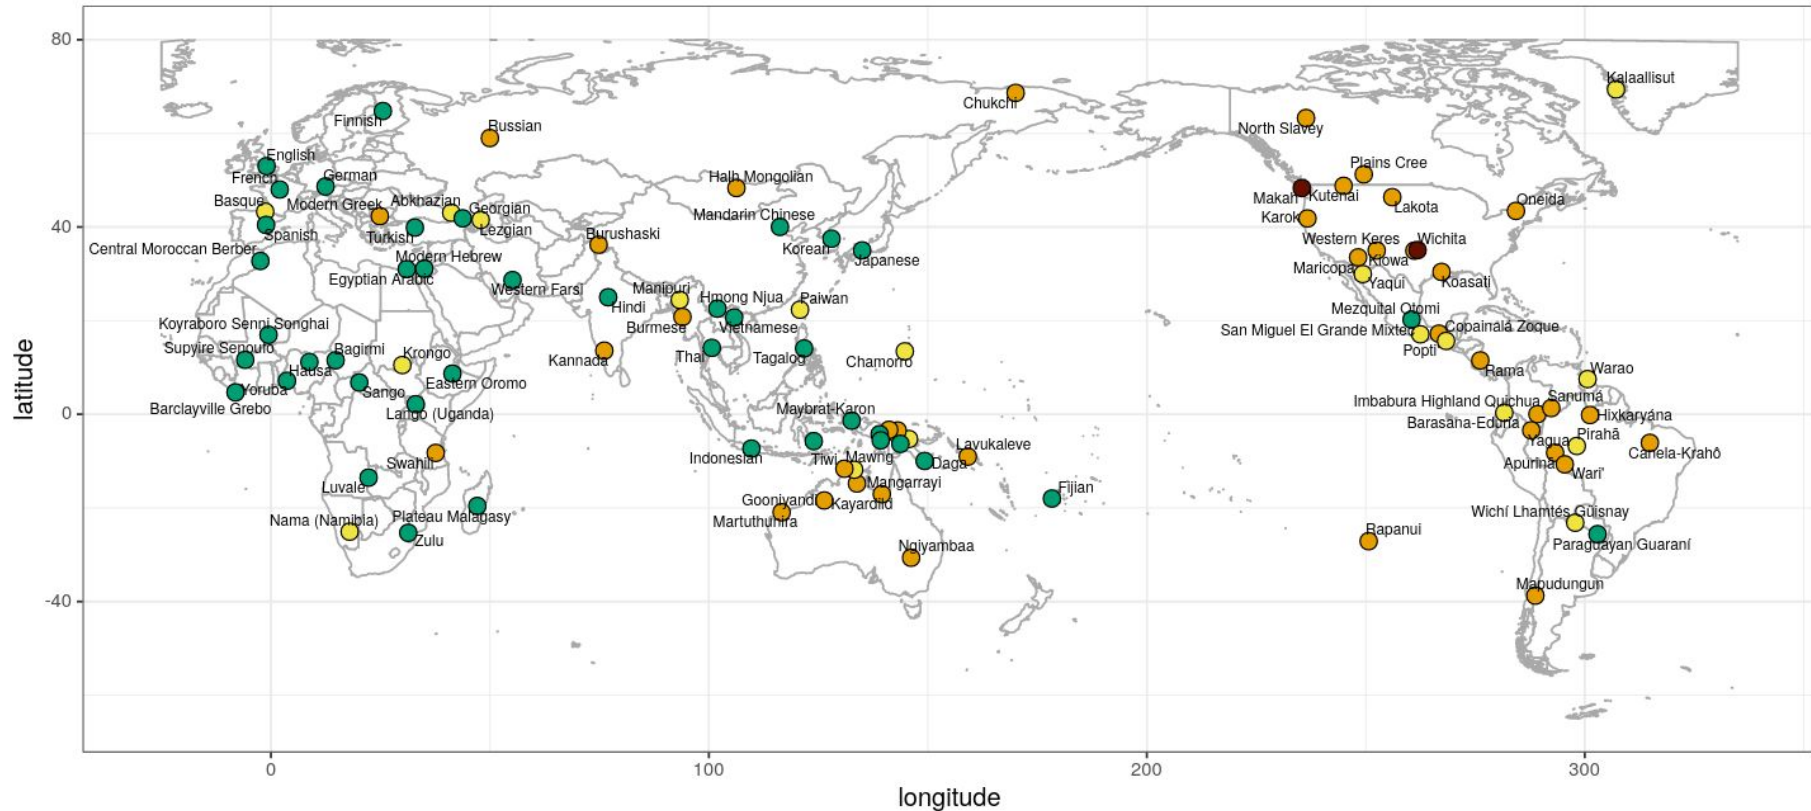 80
Kalaallisut
Chukchi
Finnish
Russian
North Slavey
English
Plains Cree
French
German
Halh Mongolian
Basque
Modern Greek
Abkhazian
Georgian
Makah
Kutenai
Lakota
Oneida
Mandarin Chinese
Karok
40
Spanish
Turkish
Lezgian
Burushaski
Korean
Western Keres
Wichita
Central Moroccan Berber
Modern Hebrew
Japanese
Kiowa
Maricopa
Egyptian Arabic
Western Farsi
Manipuri
Hmong Njua
Paiwan
Yaqui
Koasati
Hindi
Mezquital Otomi
Koyraboro Senni Songhai
Burmese
Vietnamese
San Miguel El Grande Mixtec
Copainalá Zoque
Supyire Senoufo
Bagirmi
Krongo
Kannada
Thai
Tagalog
Chamorro
Popti
Hausa
Rama
Warao
Yoruba
Sango
Eastern Oromo
Barclayville Grebo
Lango (Uganda)
Maybrat-Karon
Imbabura Highland Quichua
Sanumá
0
Hixkaryána
Barasana-Eduria
Pirahã
Yagua
Swahili
Indonesian
Tiwi
Mawng
Daga
Lavukaleve
Apurinã
Wari'
Canela-Krahô
Luvale
Mangarrayi
Gooniyandi
Kayardild
Fijian
Nama (Namibia)
Plateau Malagasy
Martuthunira
Wichí Lhamtés Güisnay
Zulu
Ngiyambaa
Rapanui
Paraguayan Guaraní
Mapudungun
-40
latitude
0
100
200
300
longitude